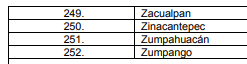 249. Zacualpan
250. Zinacantepec
251. Zumpahuacán
252. Zumpango